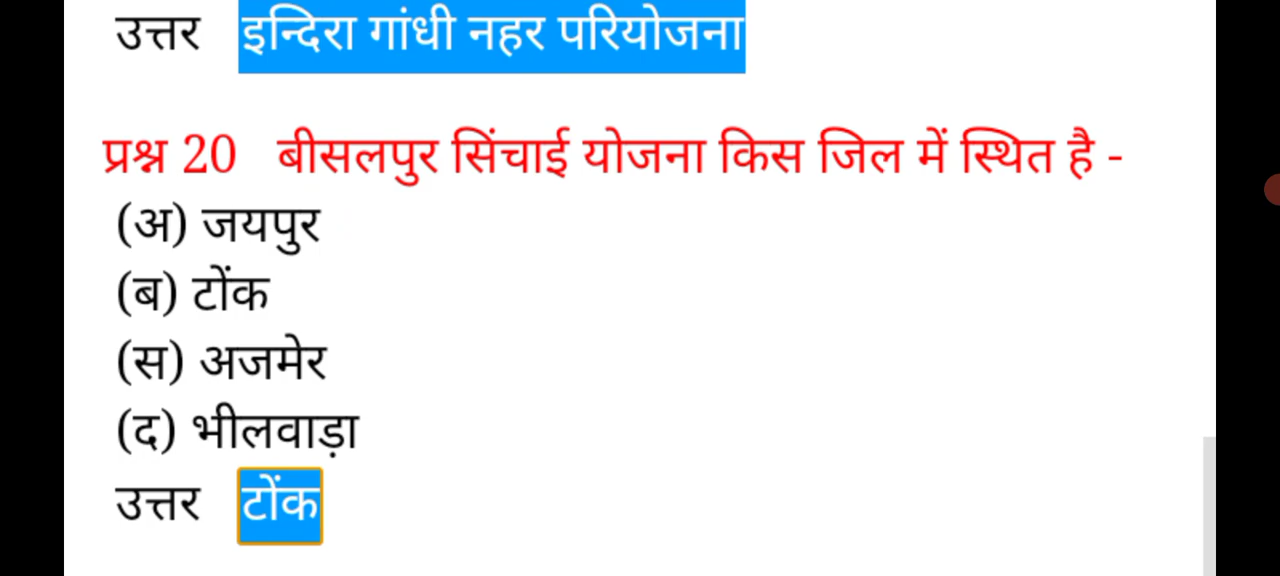 उत्तर इन्दिरा गांधी नहर परियोजना
प्रश्न 20 बीसलपुर सिंचाई योजना किस जिल में स्थित है -
(अ) जयपुर
(ब) टोंक
(स) अजमेर
(द) भीलवाड़ा
उत्तर टोंक